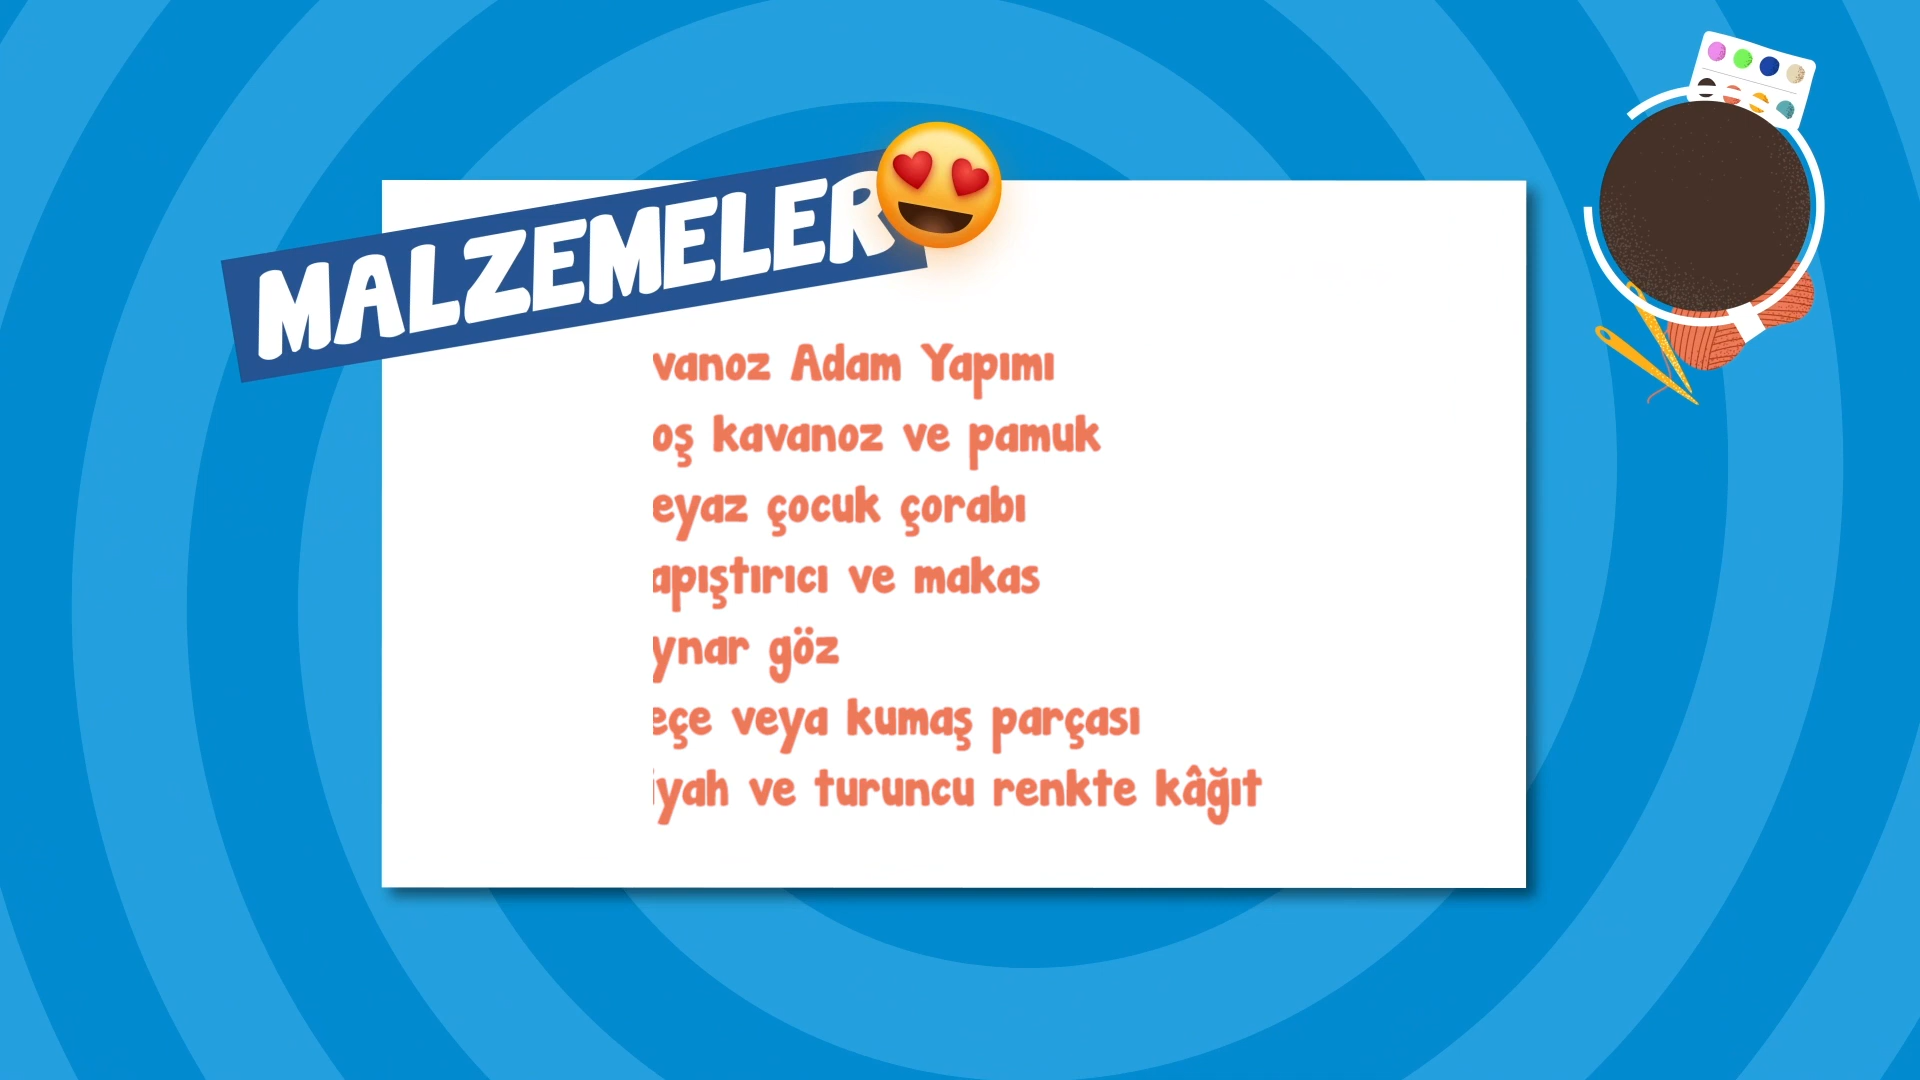 MALZEMELER
vanoz Adam Yapımı
oş kavanoz ve pamuk
eyaz çocuk çorabı
apıştırıcı ve makas
ynar göz
eçe veya kumaş parçası
iyah ve turuncu renkte kâğıt